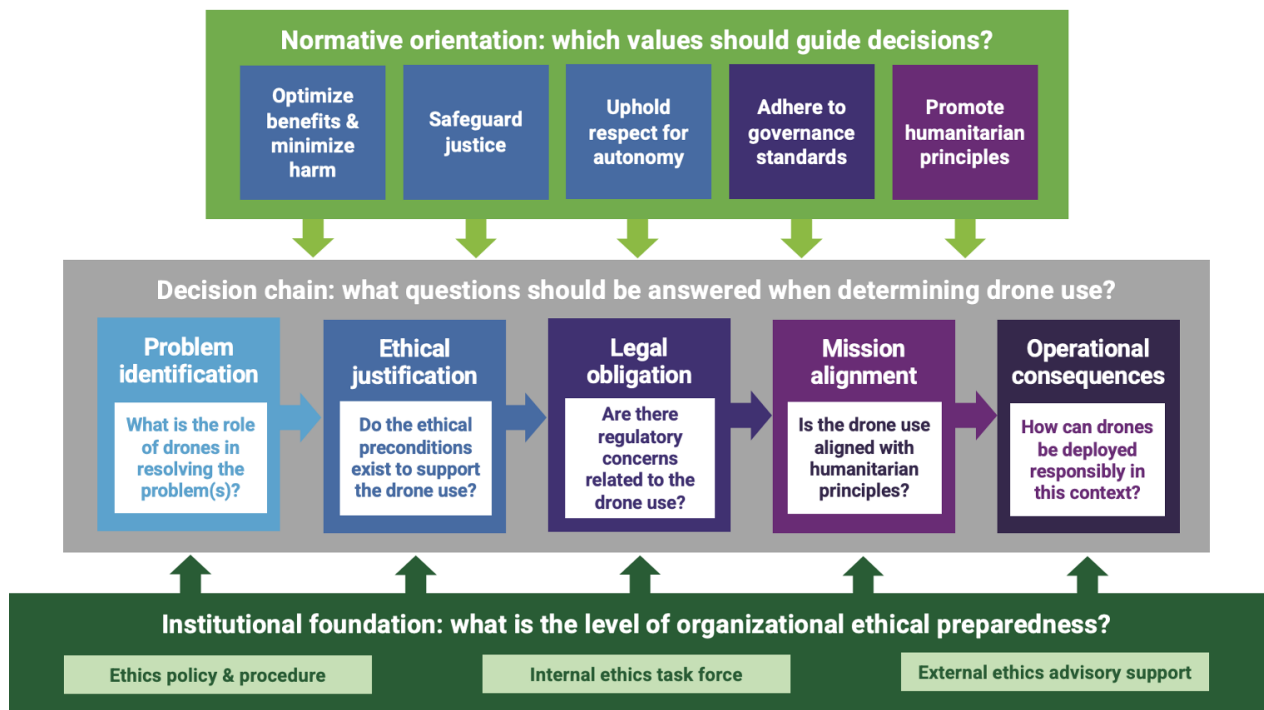 Normative orientation: which values should guide decisions?
Optimize
benefits &
minimize
harm
Safeguard
justice
Uphold
respect for
autonomy
Adhere to
governance
standards
Promote
humanitarian
principles
Decision chain: what questions should be answered when determining drone use?
Problem
identification
What is the role
of drones in
resolving the
problem(s)?
Ethical
justification
Do the ethical
preconditions
exist to support
the drone use?
Legal
obligation
Are there
regulatory
concerns
related to the
drone use?
Mission
alignment
Is the drone use
aligned with
humanitarian
principles?
Operational
consequences
How can drones
be deployed
responsibly in
this context?
Institutional foundation: what is the level of organizational ethical preparedness?
Ethics policy & procedure
Internal ethics task force
External ethics advisory support